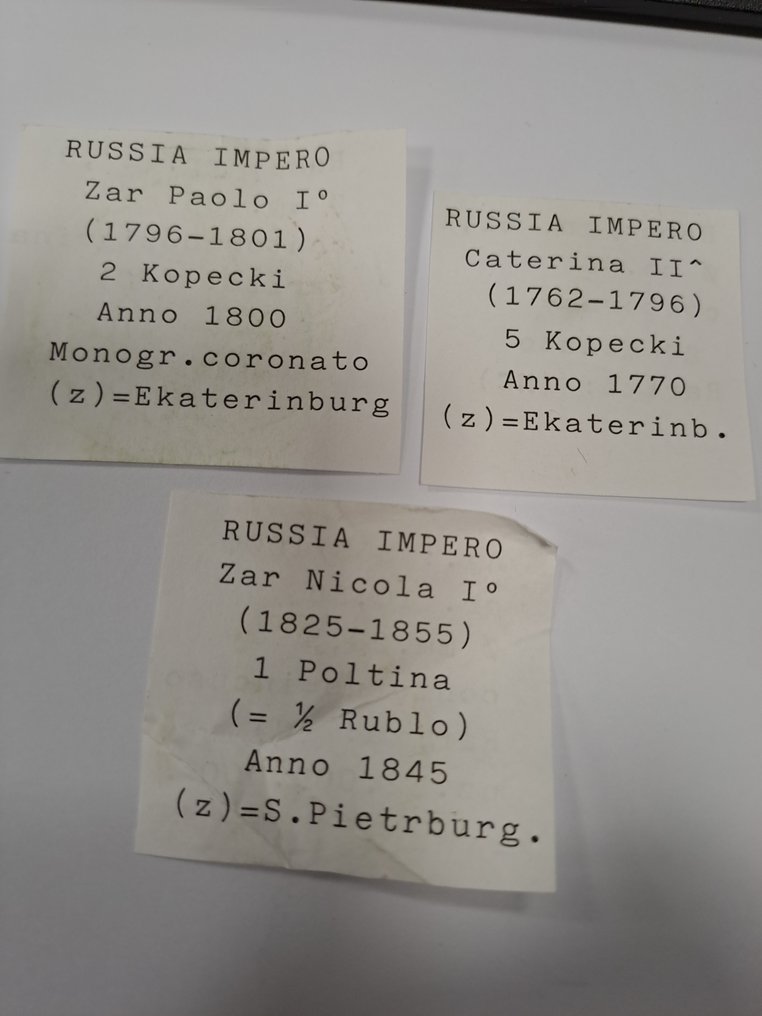 RUSSIA IMPERO
Zar Paolo Iº
(1796-1801)
2 Kopecki
Anno 1800
Monogr.coronato
(z)=Ekaterinburg
RUSSIA IMPERO
Caterina II^
(1762-1796)
5 Kopecki
Anno 1770
(z)=Ekaterinb.
RUSSIA IMPERO
Zar Nicola Iº
(1825-1855)
1 Poltina
(= ½ Rublo)
Anno 1845
(z)=S.Pietrburg.